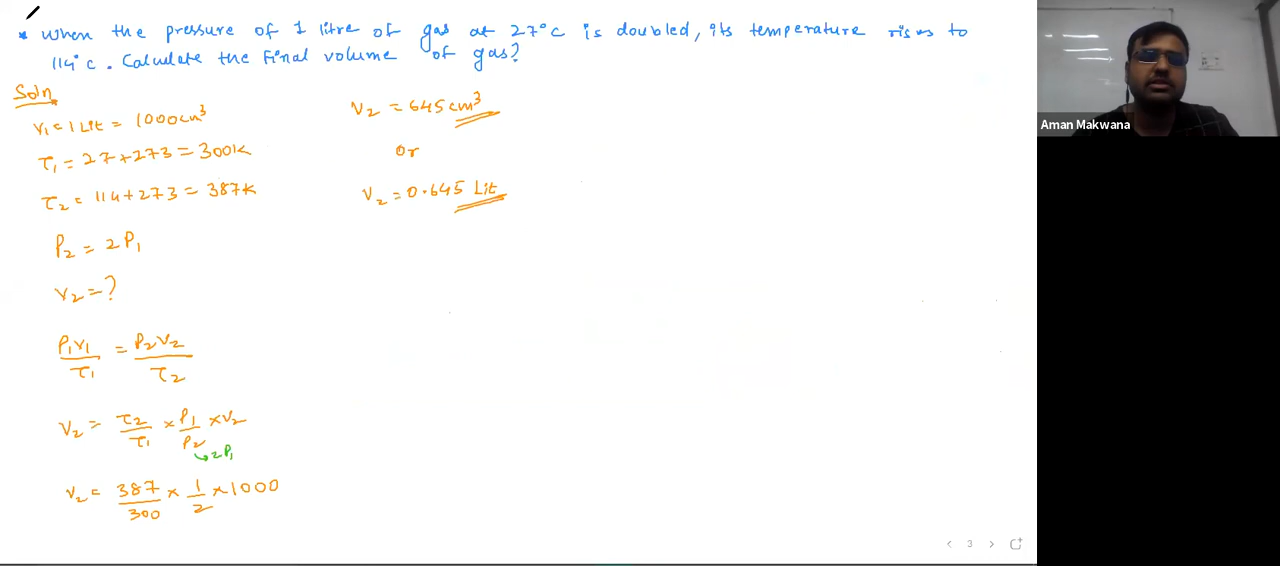 * When the pressure of 1 litre of gas at 27°C is doubled, its temperature rises to
114°C. Calculate the final volume of gas?
Soln
V₁ = 1 Lit = 1000cm³
T₁ = 27+273 = 300K
T₂ = 114+273 = 387K
P₂ = 2P₁
V₂ = ?
P₁V₁/T₁ = P₂V₂/T₂
V₂ = T₂/T₁ × P₁/P₂ × V₂
↳2P₁
V₂ = 387/300 × 1/2 × 1000
V₂ = 645 cm³
Or
V₂ = 0.645 Lit
Aman Makwana
< 3 >